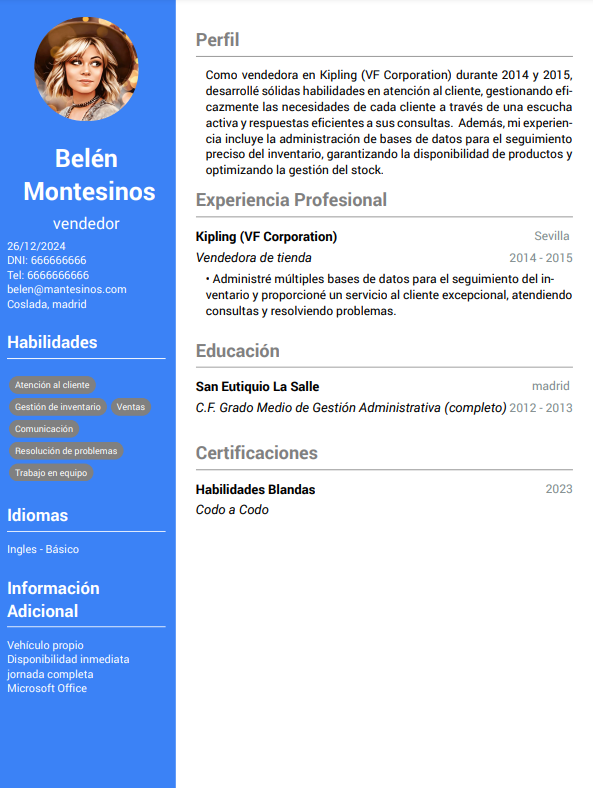 Belén
Montesinos
vendedor
26/12/2024
DNI: 666666666
Tel: 6666666666
belen@mantesinos.com
Coslada, madrid
Habilidades
Atención al cliente
Gestión de inventario Ventas
Comunicación
Resolución de problemas
Trabajo en equipo
Idiomas
Ingles - Básico
Información
Adicional
Vehículo propio
Disponibilidad inmediata
jornada completa
Microsoft Office
Perfil
Como vendedora en Kipling (VF Corporation) durante 2014 y 2015,
desarrollé sólidas habilidades en atención al cliente, gestionando efi-
cazmente las necesidades de cada cliente a través de una escucha
activa y respuestas eficientes a sus consultas. Además, mi experien-
cia incluye la administración de bases de datos para el seguimiento
preciso del inventario, garantizando la disponibilidad de productos y
optimizando la gestión del stock.
Experiencia Profesional
Kipling (VF Corporation) Sevilla
Vendedora de tienda 2014 - 2015
• Administré múltiples bases de datos para el seguimiento del in-
ventario y proporcioné un servicio al cliente excepcional, atendiendo
consultas y resolviendo problemas.
Educación
San Eutiquio La Salle madrid
C.F. Grado Medio de Gestión Administrativa (completo) 2012 - 2013
Certificaciones
Habilidades Blandas 2023
Codo a Codo